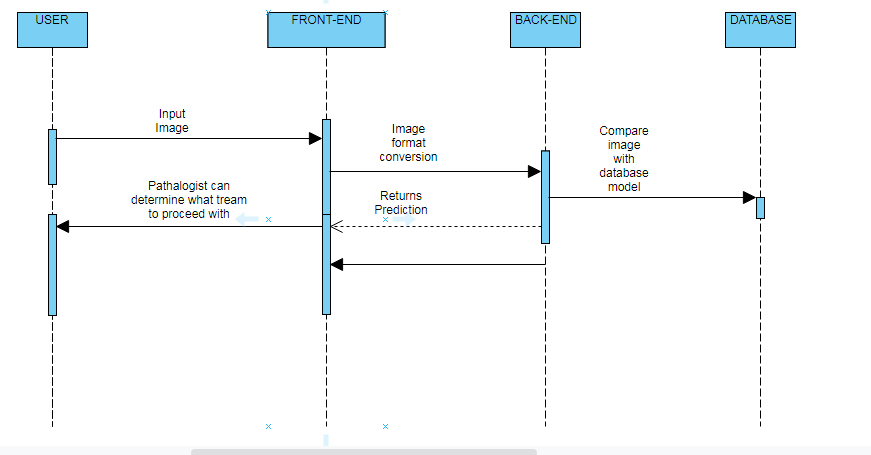 USER
FRONT-END
BACK-END
DATABASE
Input
Image
Image
format
conversion
Compare
image
with
database
model
Pathalogist can
determine what tream
to proceed with
Returns
Prediction